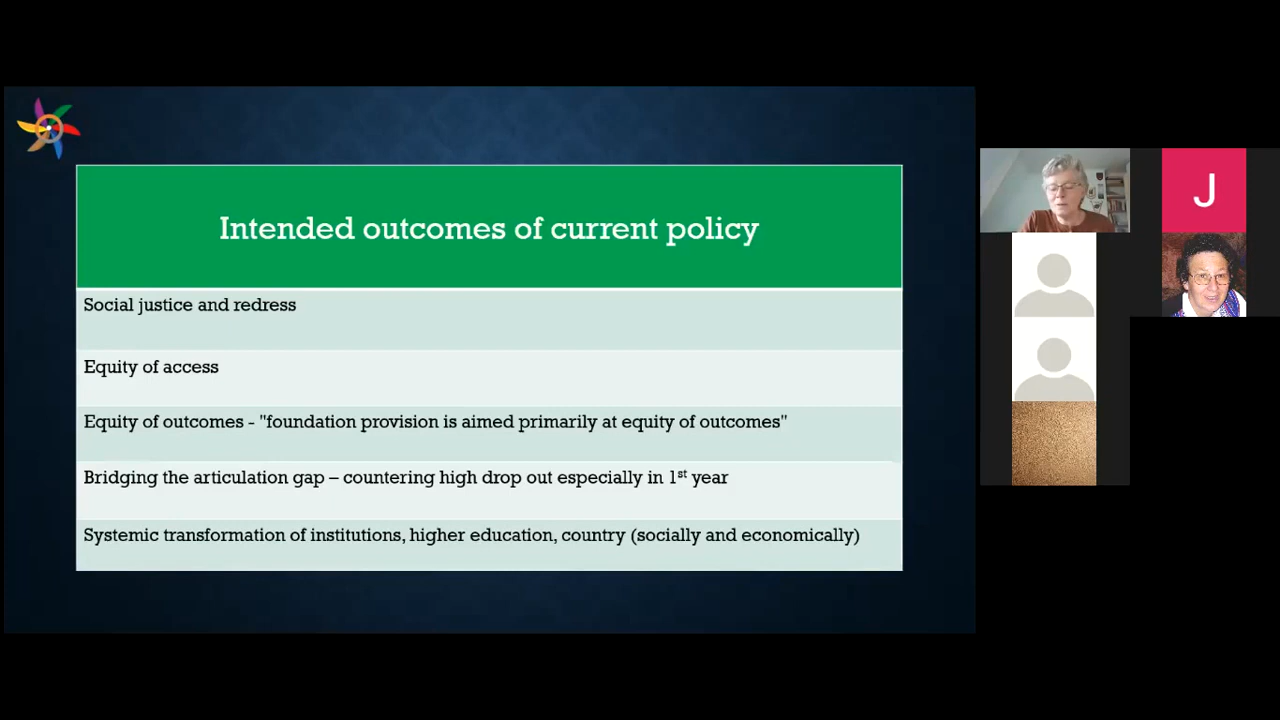 Intended outcomes of current policy
Social justice and redress
Equity of access
Equity of outcomes - "foundation provision is aimed primarily at equity of outcomes"
Bridging the articulation gap – countering high drop out especially in 1st year
Systemic transformation of institutions, higher education, country (socially and economically)
J